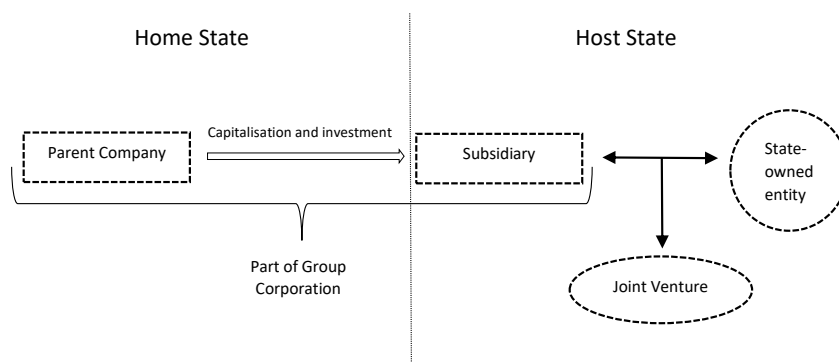 Home State
Host State
Capitalisation and investment
Parent Company
Subsidiary
State-
owned
entity
Part of Group
Corporation
Joint Venture